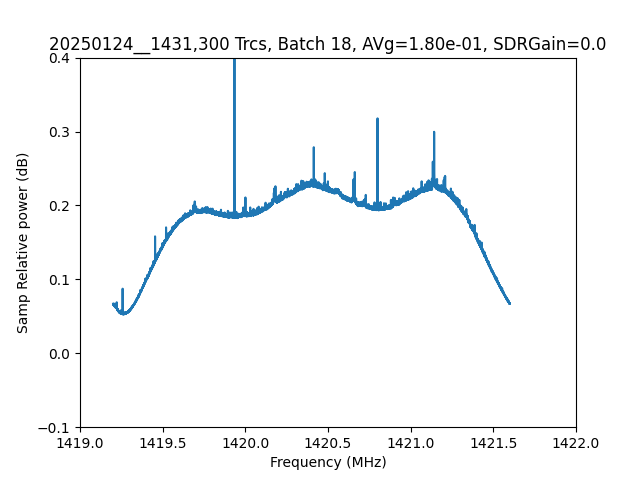 20250124__1431,300 Trcs, Batch 18, AVg=1.80e-01, SDRGain=0.0
0.4
0.3
0.2
0.1
0.0
−0.1
Samp Relative power (dB)
1419.0 1419.5 1420.0 1420.5 1421.0 1421.5 1422.0
Frequency (MHz)